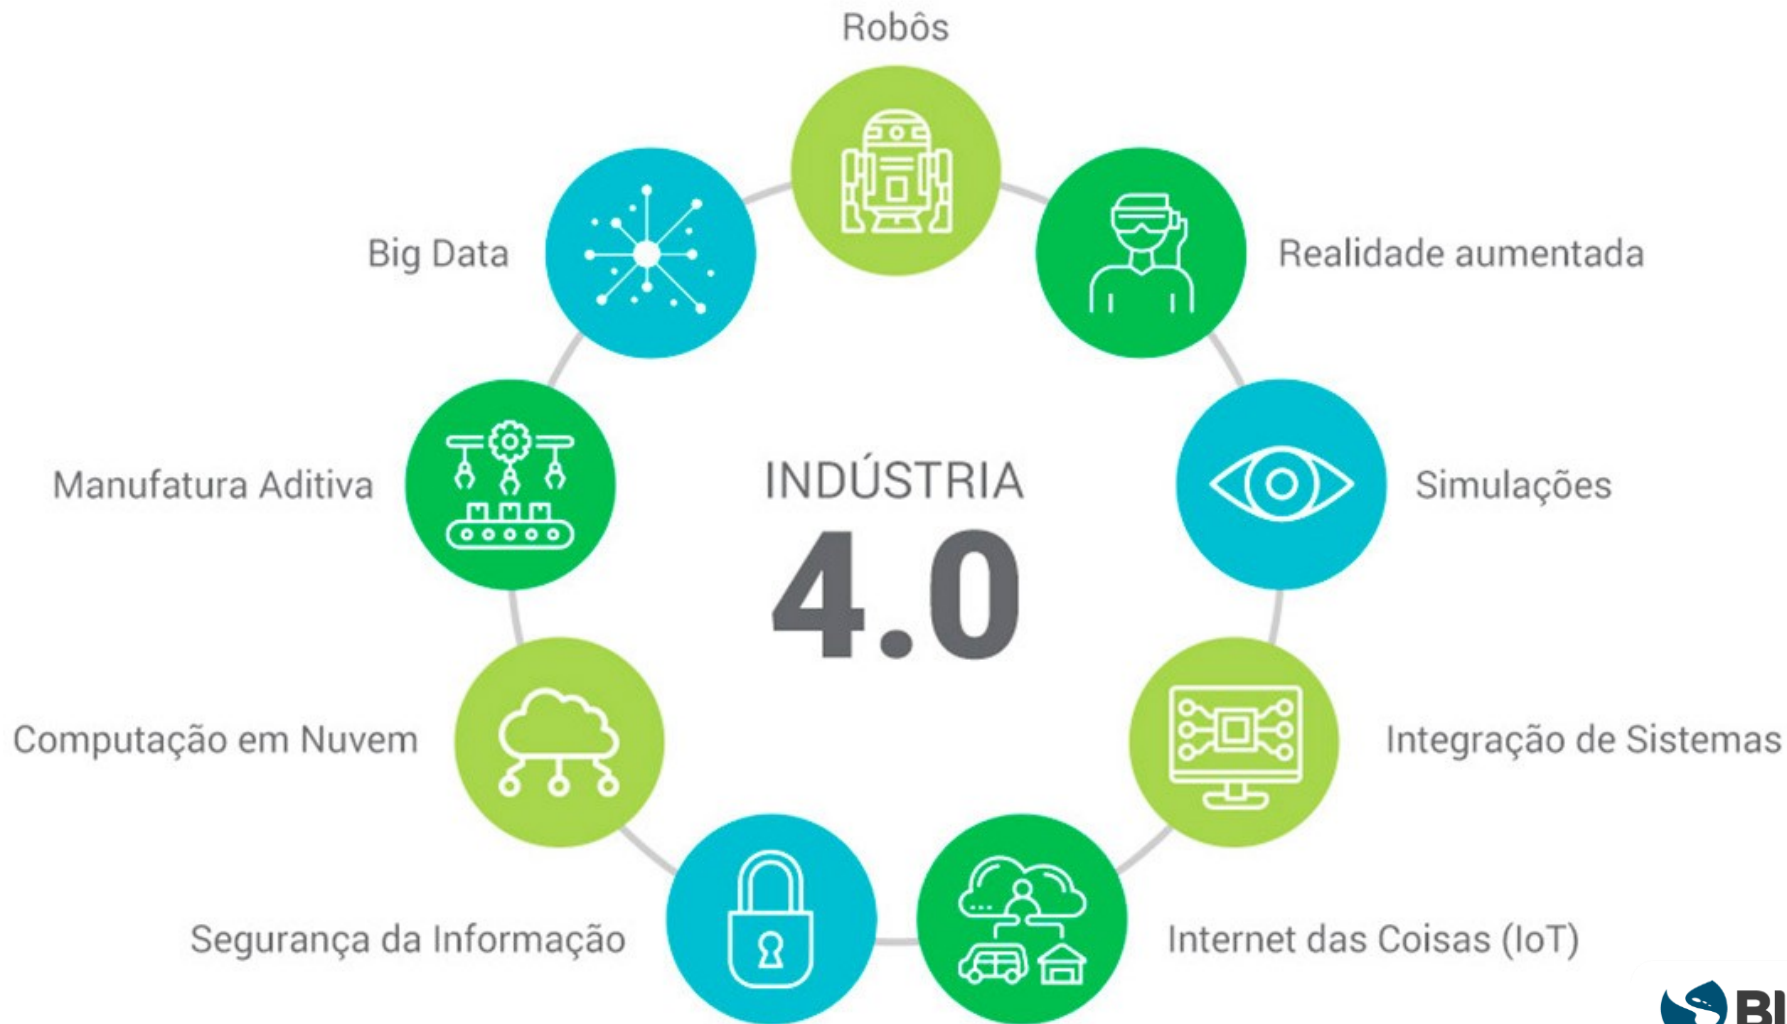 Robôs
Big Data
Realidade aumentada
Manufatura Aditiva
INDÚSTRIA
4.0
Simulações
Computação em Nuvem
Integração de Sistemas
Segurança da Informação
Internet das Coisas (IoT)